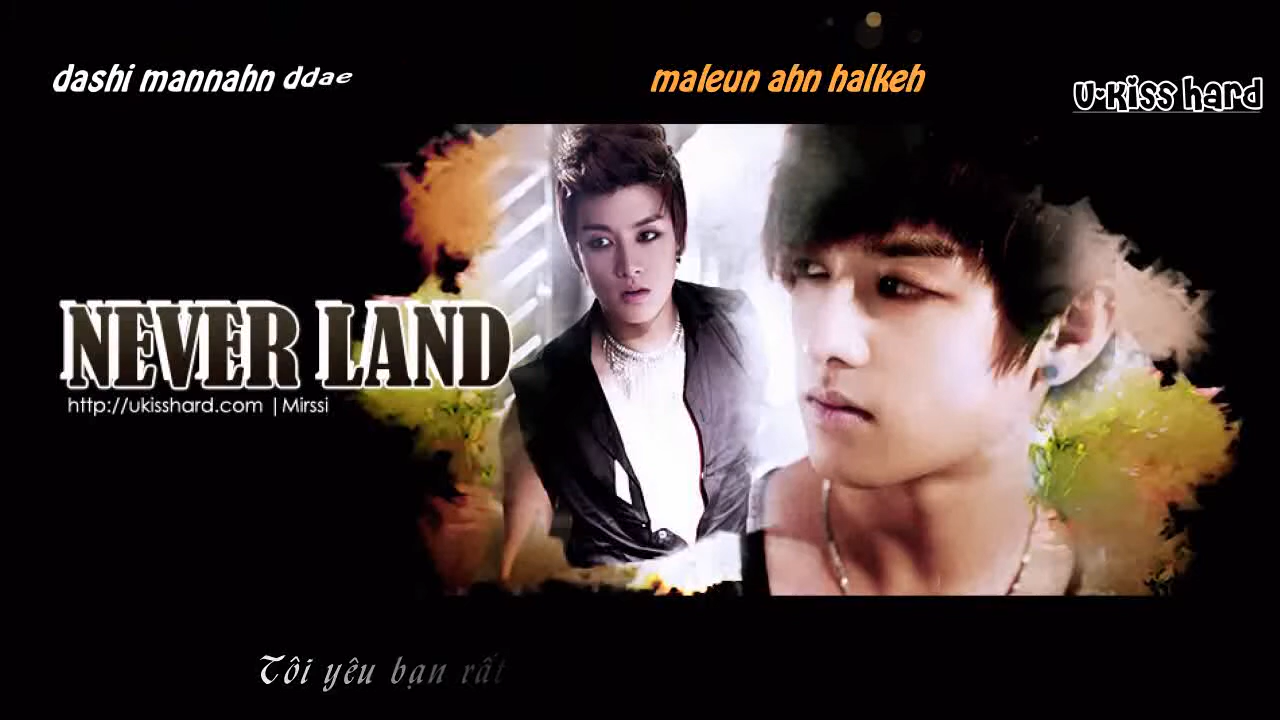 dashi mannahn ddae
maleun ahn halkeh
U•Kiss hard
NEVER LAND
http://ukisshard.com |Mirssi
Tôi yêu bạn rất